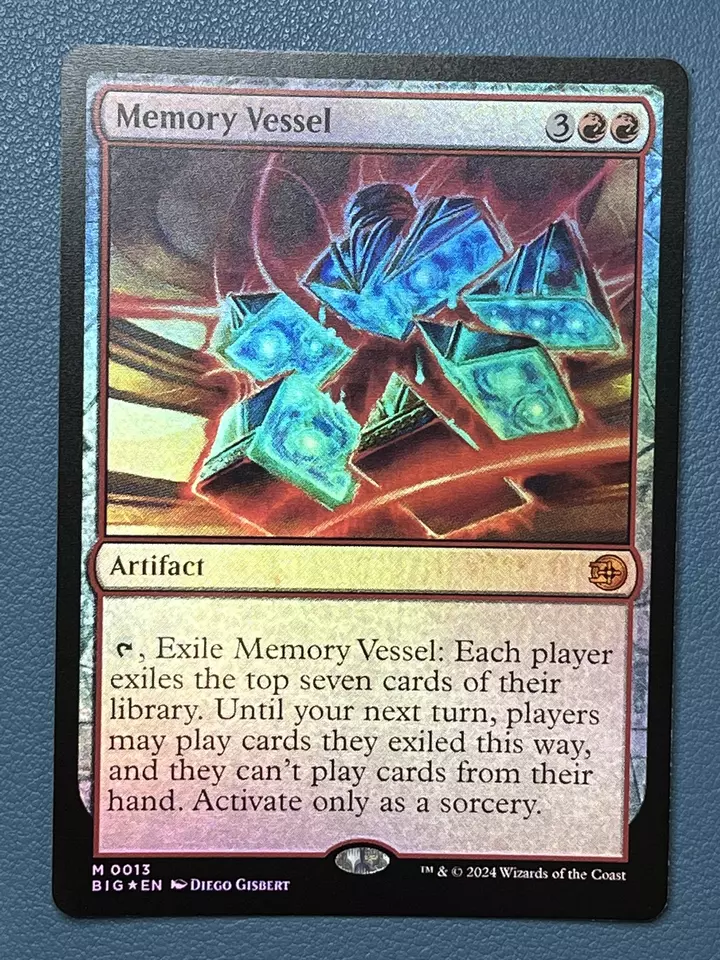 Memory Vessel 3
Artifact
, Exile Memory Vessel: Each player
exiles the top seven cards of their
library. Until your next turn, players
may play cards they exiled this way,
and they can't play cards from their
hand. Activate only as a sorcery.
M 0013
BIG★EN DIEGO GISBERT
™ & © 2024 Wizards of the Coast